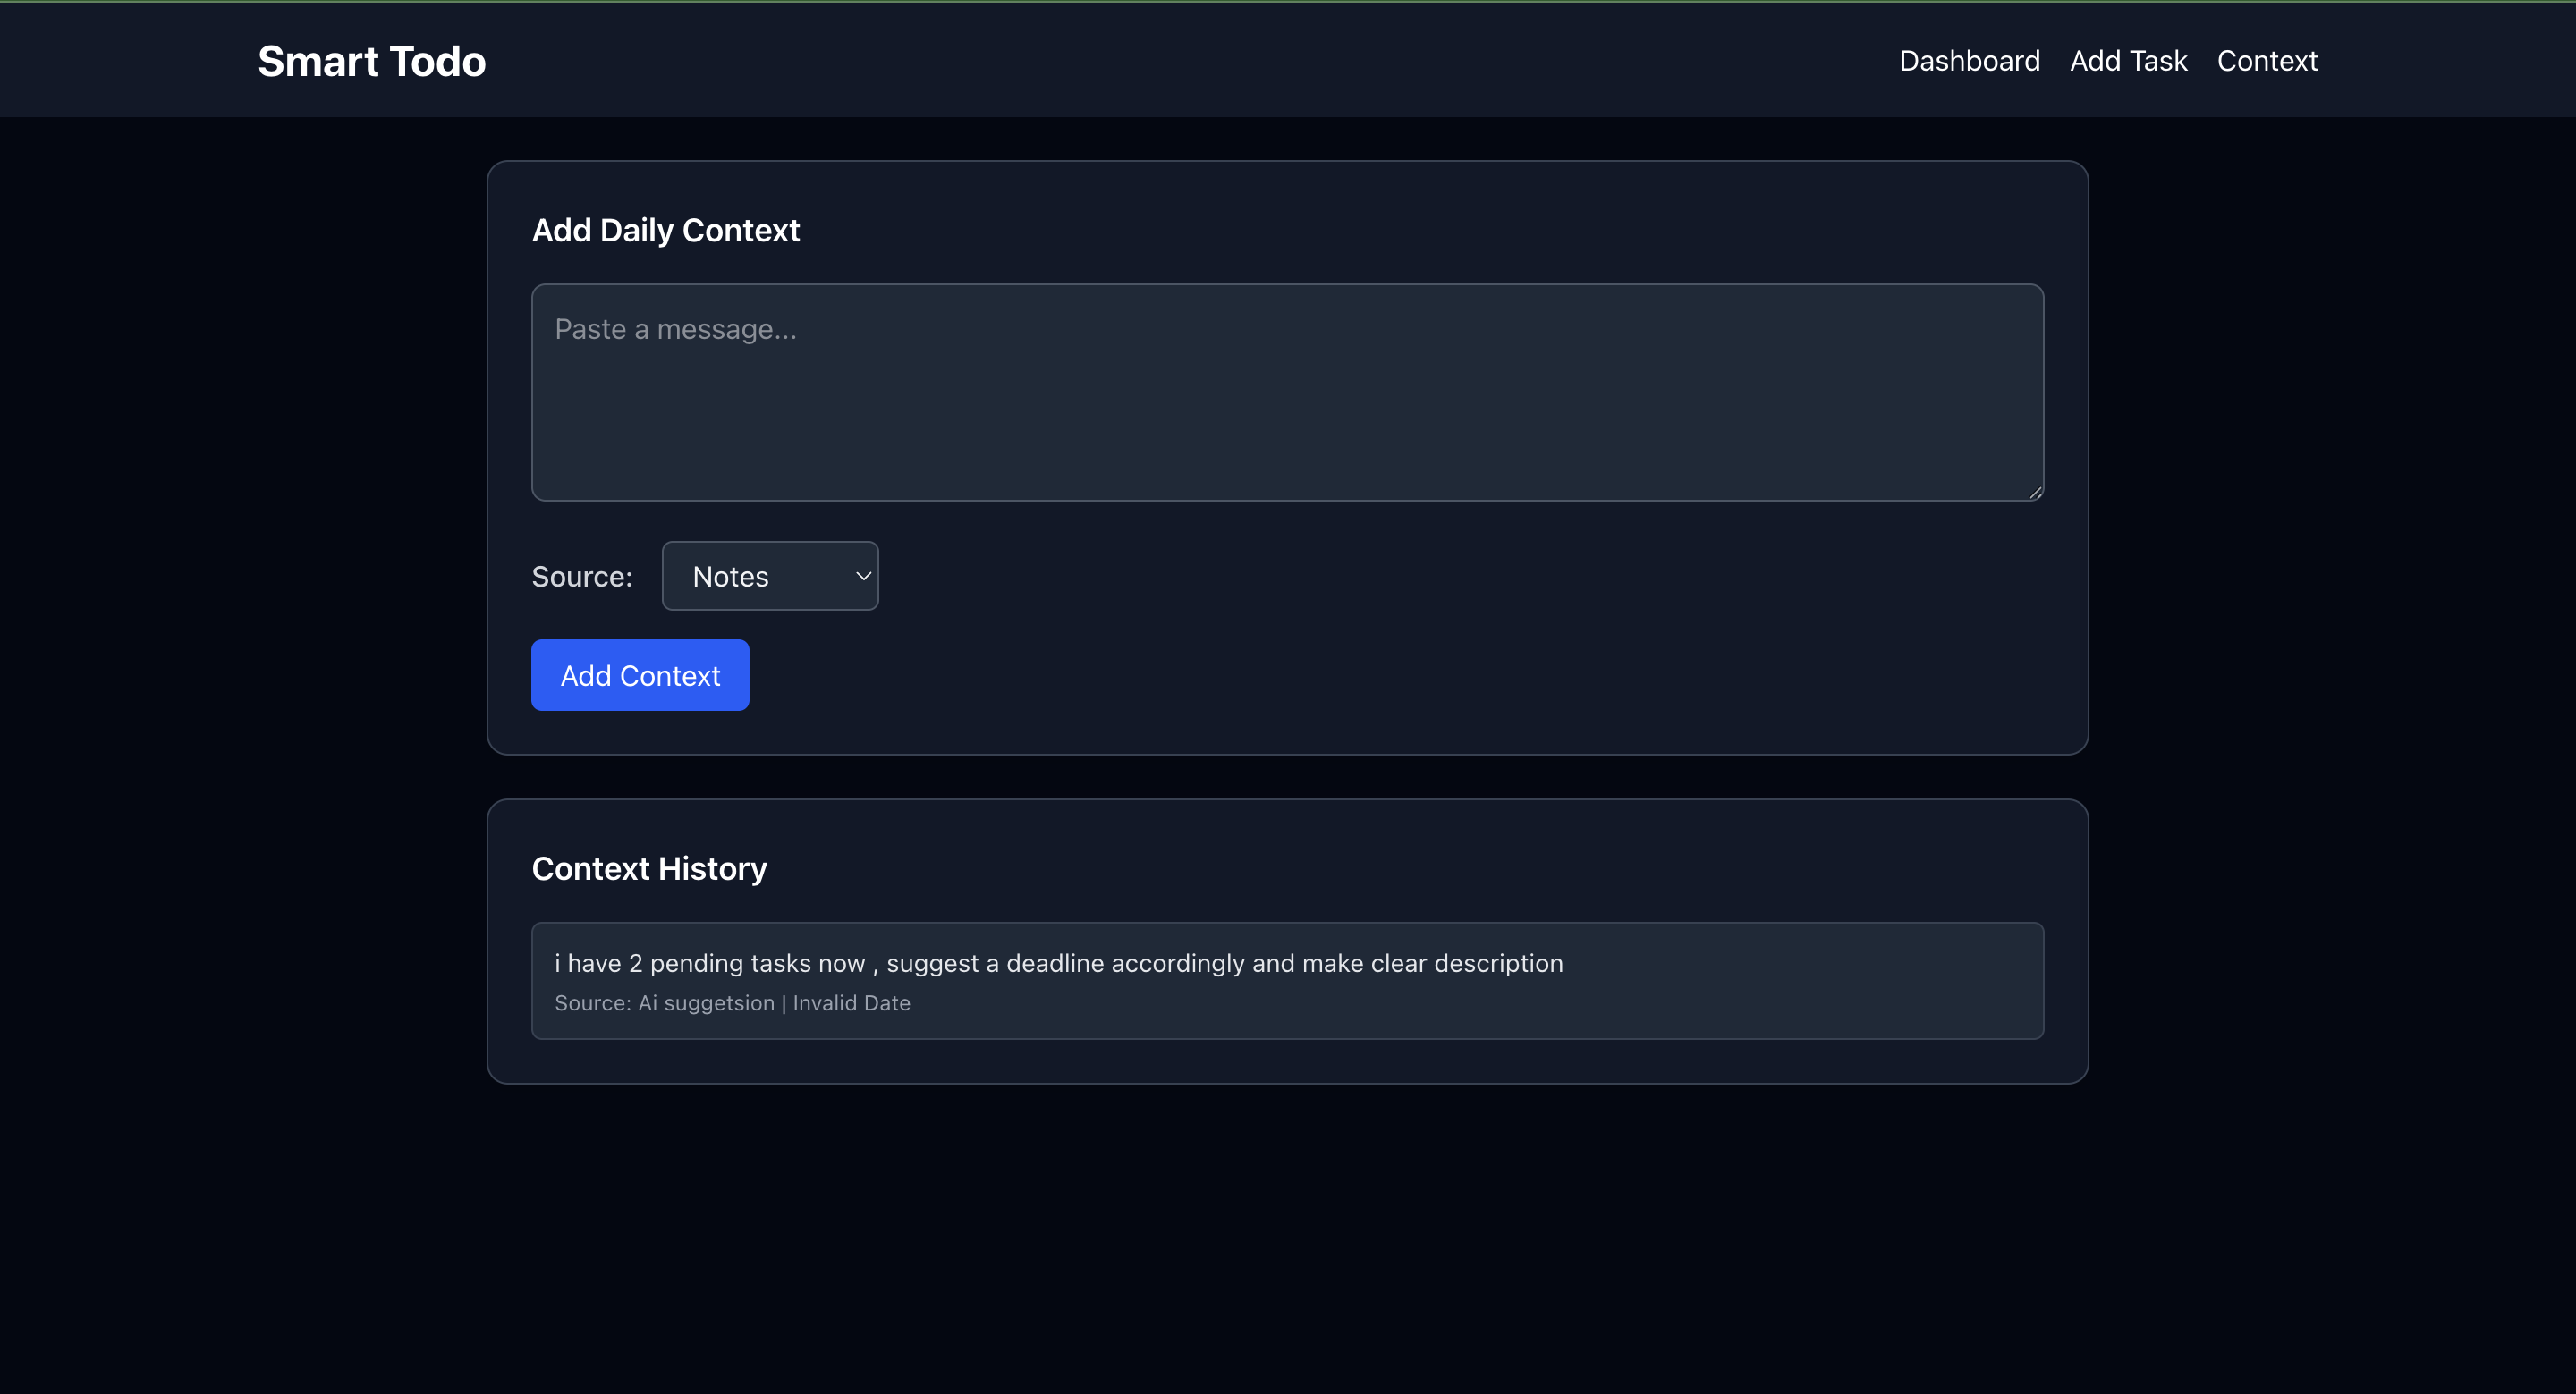 Smart Todo
Dashboard Add Task Context
Add Daily Context
Paste a message...
Source: Notes
Add Context
Context History
i have 2 pending tasks now , suggest a deadline accordingly and make clear description
Source: Ai suggetsion | Invalid Date